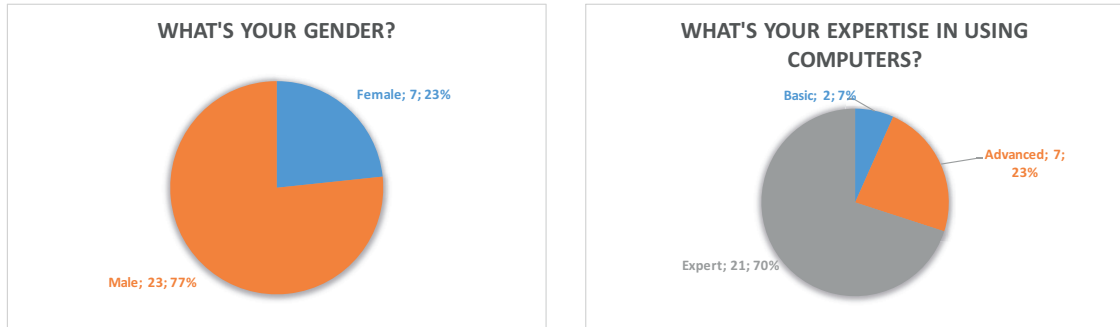 WHAT'S YOUR GENDER?
Female; 7; 23%
Male; 23; 77%
WHAT'S YOUR EXPERTISE IN USING
COMPUTERS?
Basic; 2; 7%
Advanced; 7;
23%
Expert; 21; 70%